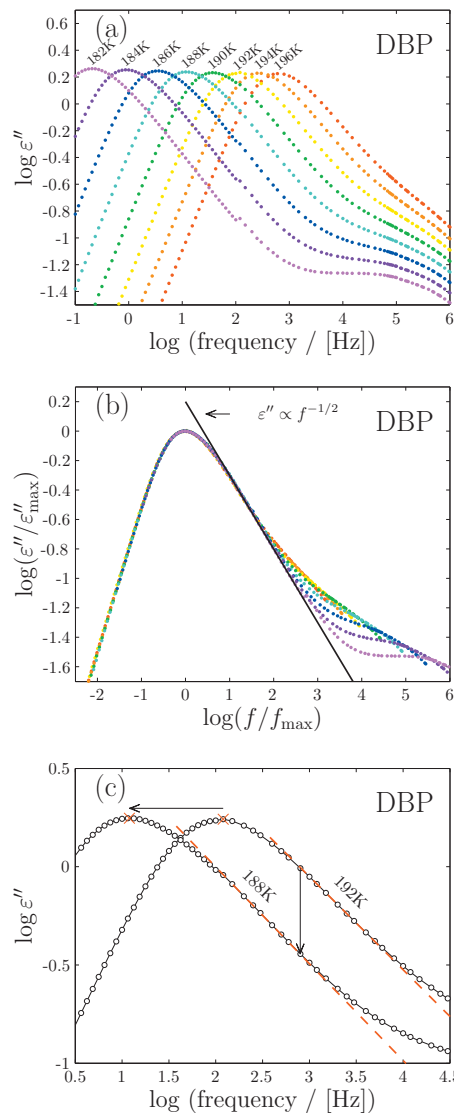 (a)
DBP
182K
184K
186K
188K
190K
192K
194K
196K
0.6
0.4
0.2
0
-0.2
-0.4
-0.6
-0.8
-1
-1.2
-1.4
log ε″
-1 0 1 2 3 4 5 6
log (frequency / [Hz])
(b)
DBP
ε″ ∝ f^{-1/2}
0.2
0
-0.2
-0.4
-0.6
-0.8
-1
-1.2
-1.4
-1.6
log(ε″/ε″max)
-2 -1 0 1 2 3 4 5 6
log(f/fmax)
(c)
DBP
188K
192K
0.5
0
-0.5
-1
log ε″
0.5 1 1.5 2 2.5 3 3.5 4 4.5
log (frequency / [Hz])